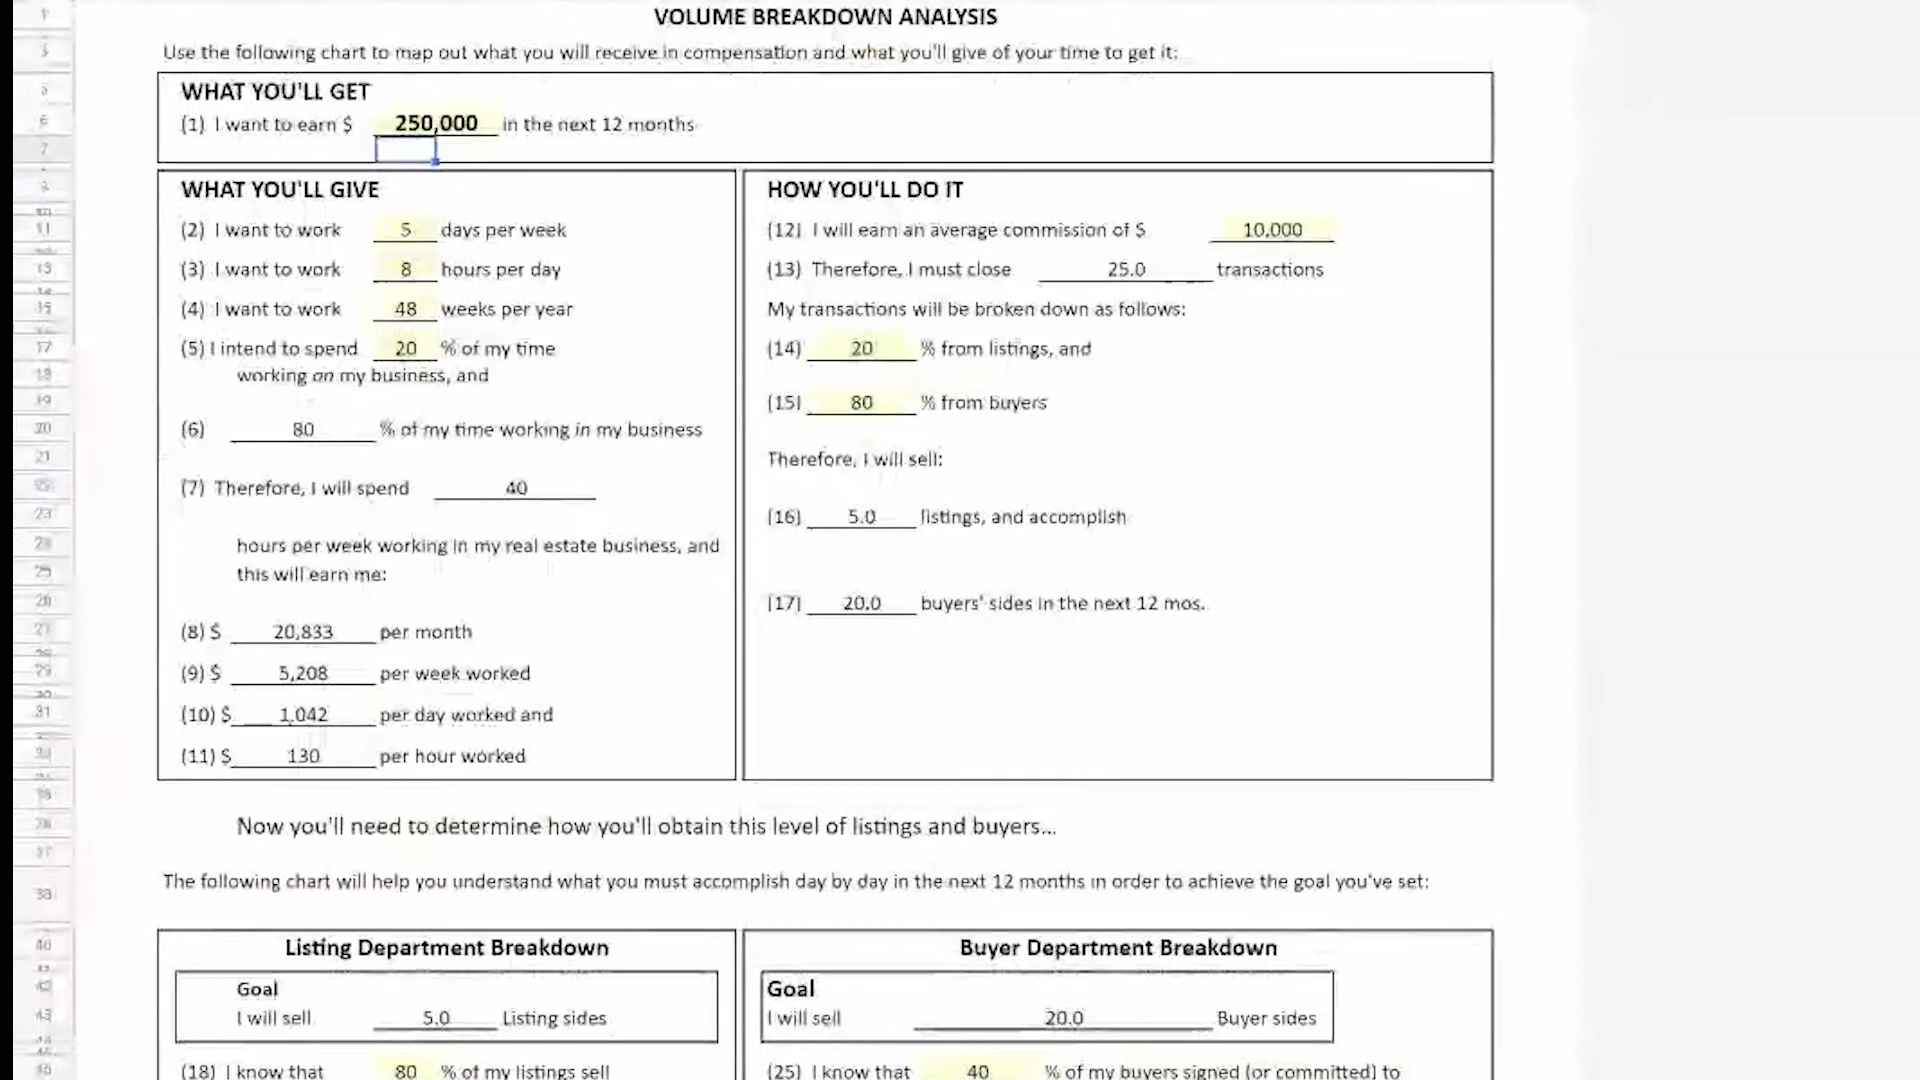 VOLUME BREAKDOWN ANALYSIS
Use the following chart to map out what you will receive in compensation and what you'll give of your time to get it:
WHAT YOU'LL GET
(1) I want to earn $ 250,000 in the next 12 months
WHAT YOU'LL GIVE
(2) I want to work 5 days per week
(3) I want to work 8 hours per day
(4) I want to work 48 weeks per year
(5) I intend to spend 20 % of my time
working on my business, and
(6) 80 % of my time working in my business
(7) Therefore, I will spend 40
hours per week working in my real estate business, and
this will earn me:
(8) $ 20,833 per month
(9) $ 5,208 per week worked
(10) $ 1,042 per day worked and
(11) $ 130 per hour worked
HOW YOU'LL DO IT
(12) I will earn an average commission of $ 10,000
(13) Therefore, I must close 25.0 transactions
My transactions will be broken down as follows:
(14) 20 % from listings, and
(15) 80 % from buyers
Therefore, I will sell:
(16) 5.0 listings, and accomplish
(17) 20.0 buyers' sides in the next 12 mos.
Now you'll need to determine how you'll obtain this level of listings and buyers...
The following chart will help you understand what you must accomplish day by day in the next 12 months in order to achieve the goal you've set:
Listing Department Breakdown
Goal
I will sell 5.0 Listing sides
(18) I know that 80 % of my listings sell
Buyer Department Breakdown
Goal
I will sell 20.0 Buyer sides
(25) I know that 40 % of my buyers signed (or committed) to